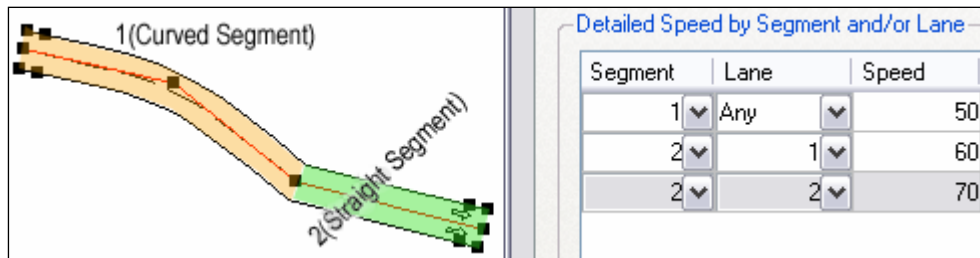 1(Curved Segment)
2(Straight Segment)
Detailed Speed by Segment and/or Lane
Segment Lane Speed
1 Any 50
2 1 60
2 2 70